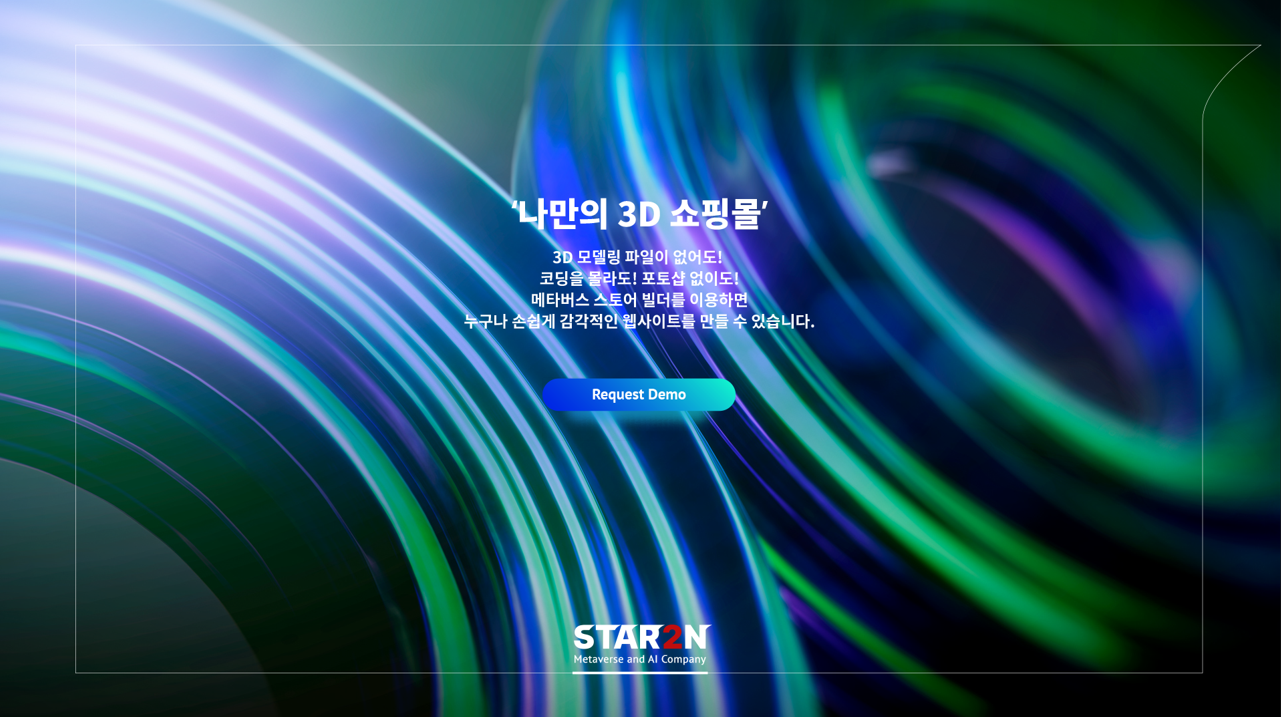 ‘나만의 3D 쇼핑몰’
3D 모델링 파일이 없어도!
코딩을 몰라도! 포토샵 없이도!
메타버스 스토어 빌더를 이용하면
누구나 손쉽게 감각적인 웹사이트를 만들 수 있습니다.
Request Demo
STAR2N
Metaverse and AI Company